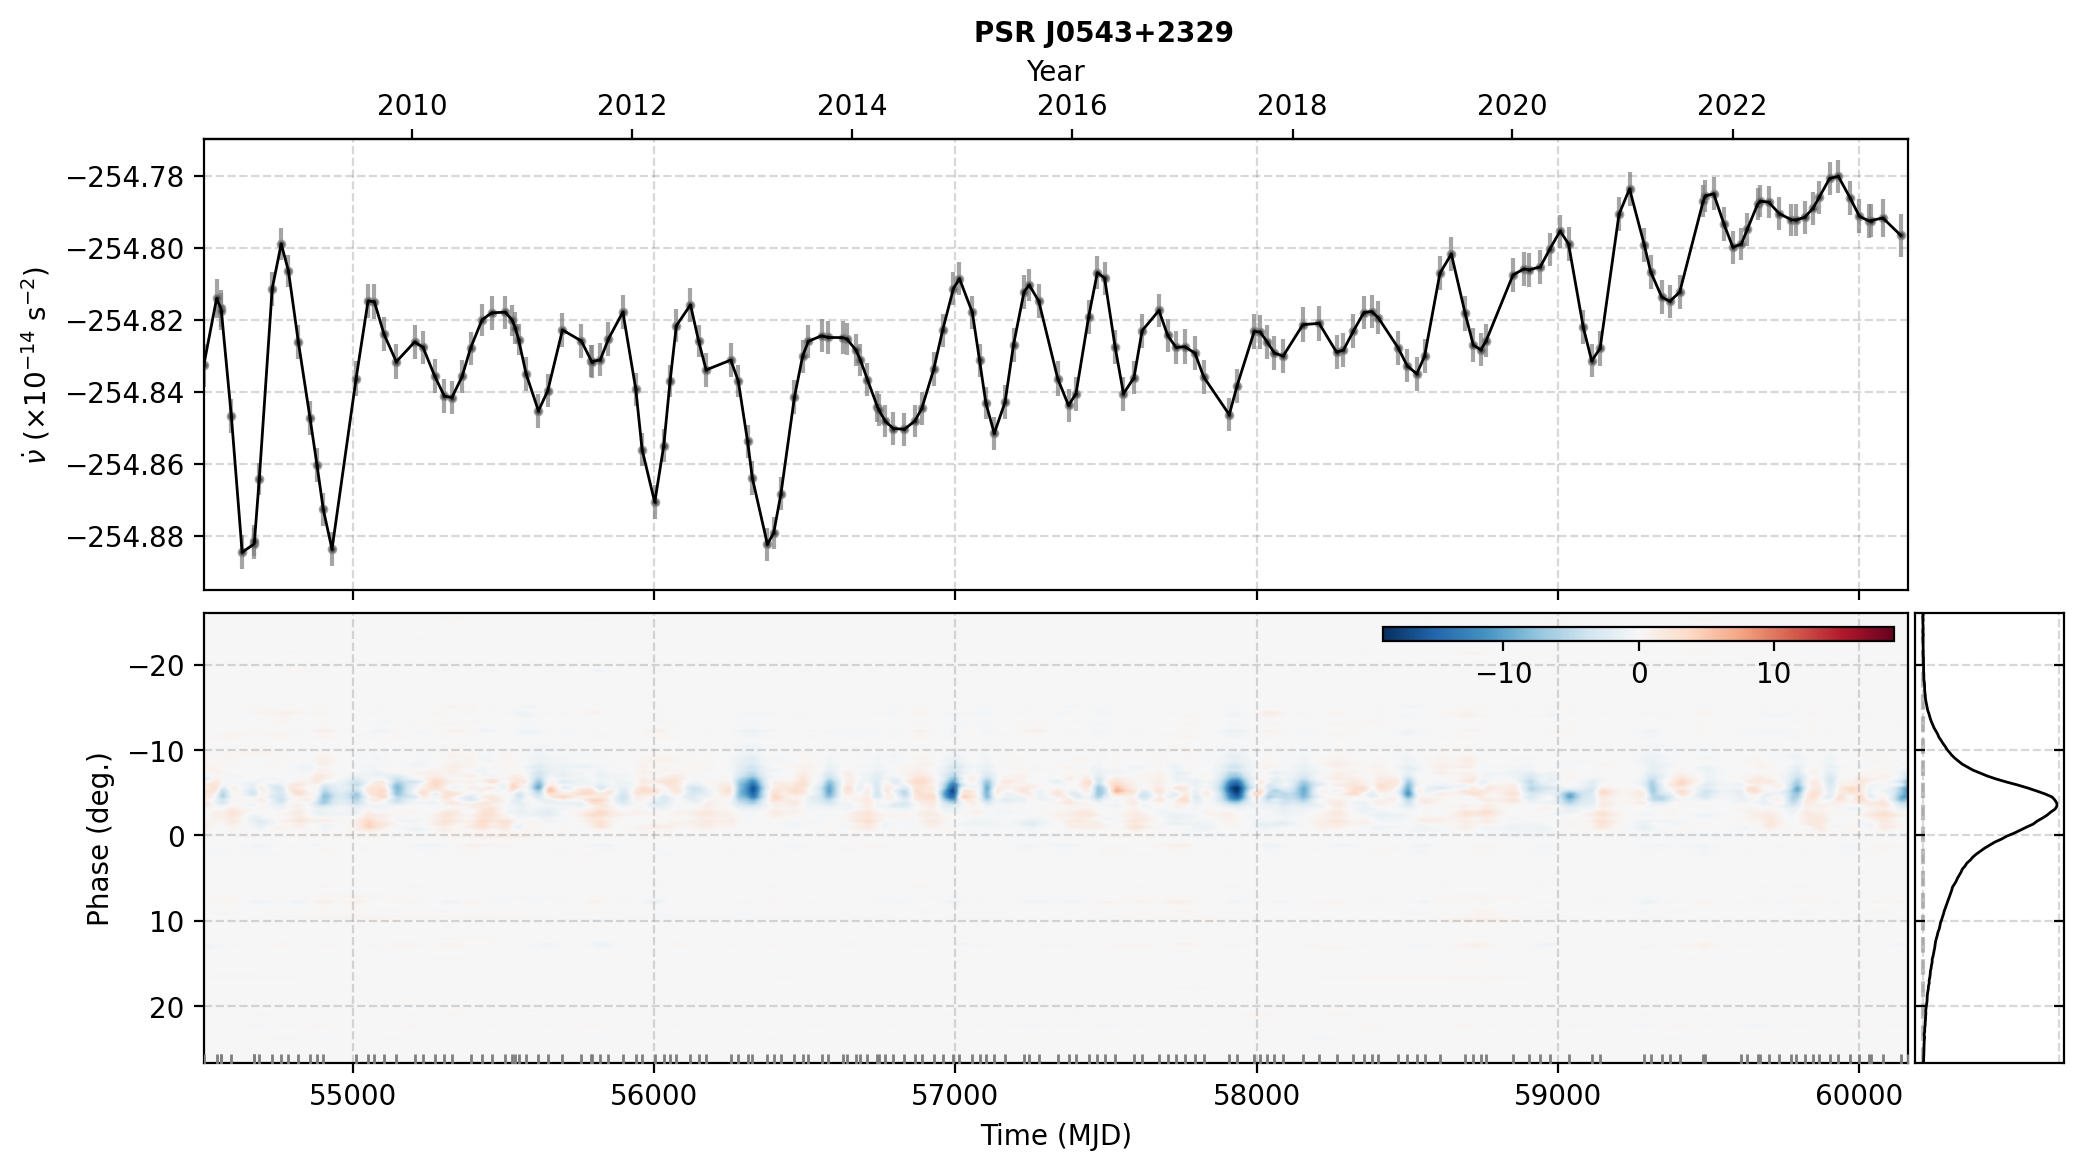 PSR J0543+2329
Year
2010 2012 2014 2016 2018 2020 2022
−254.78
−254.80
−254.82
−254.84
−254.86
−254.88
ν̇ (×10⁻¹⁴ s⁻²)
−10 0 10
−20
−10
0
10
20
Phase (deg.)
55000 56000 57000 58000 59000 60000
Time (MJD)